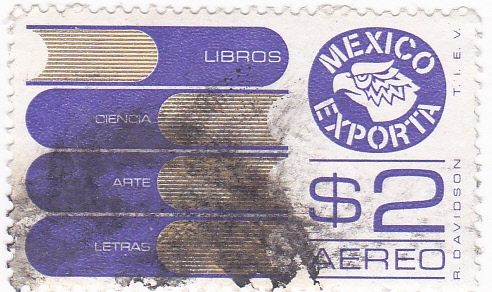 LIBROS
CIENCIA
ARTE
LETRAS
MEXICO
EXPORTA
$2
AEREO
R. DAVIDSON T. I. E. V.